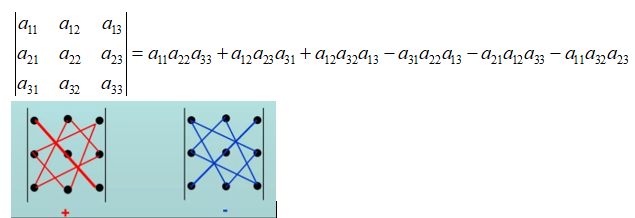 |a₁₁ a₁₂ a₁₃|
|a₂₁ a₂₂ a₂₃| = a₁₁a₂₂a₃₃ + a₁₂a₂₃a₃₁ + a₁₂a₃₂a₁₃ − a₃₁a₂₂a₁₃ − a₂₁a₁₂a₃₃ − a₁₁a₃₂a₂₃
|a₃₁ a₃₂ a₃₃|
+ -